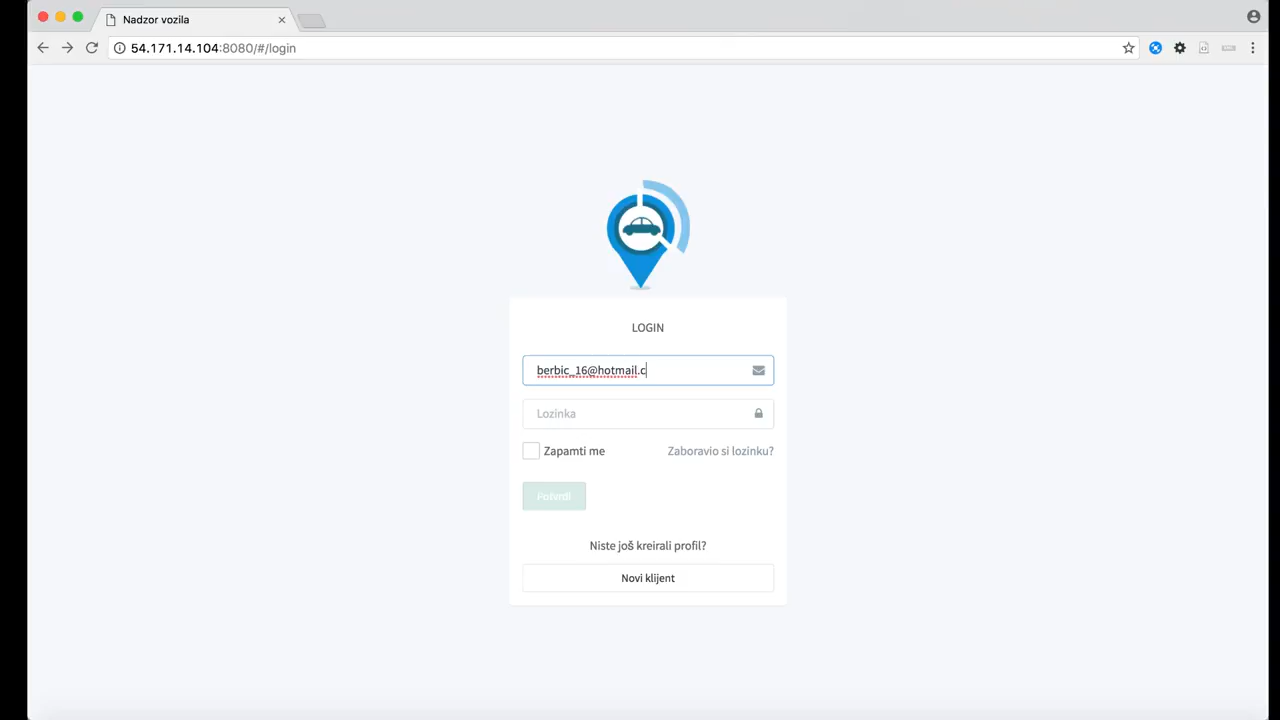 Nadzor vozila
54.171.14.104:8080/#/login
LOGIN
berbic_16@hotmail.c
Lozinka
Zapamti me
Zaboravio si lozinku?
Potvrdi
Niste još kreirali profil?
Novi klijent